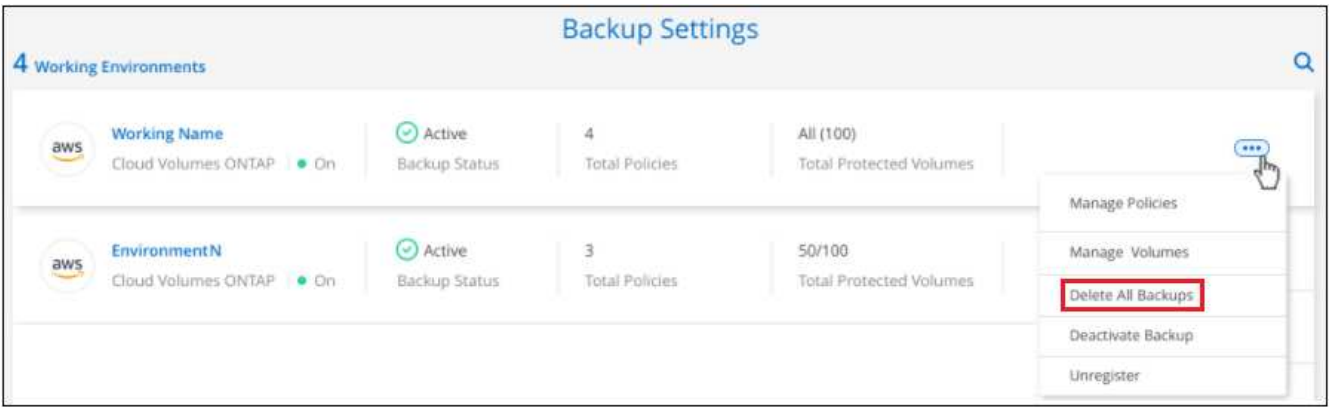 Backup Settings
4 Working Environments
aws
Working Name
Cloud Volumes ONTAP
On
Active
Backup Status
4
Total Policies
All (100)
Total Protected Volumes
aws
EnvironmentN
Cloud Volumes ONTAP
On
Active
Backup Status
3
Total Policies
50/100
Total Protected Volumes
Manage Policies
Manage Volumes
Delete All Backups
Deactivate Backup
Unregister